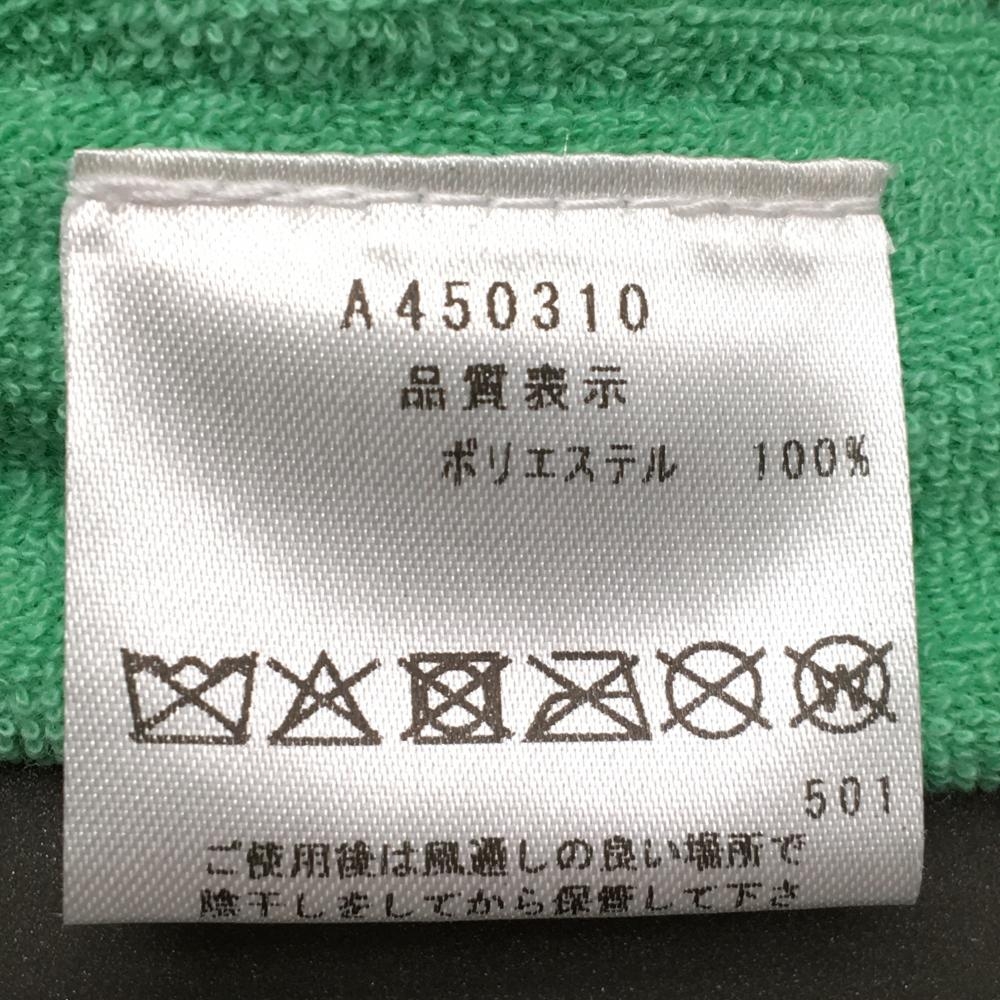 A450310
品質表示
ポリエステル 100%
W
501
ご使用後は風通しの良い場所で
陰干しをしてから保管して下さ